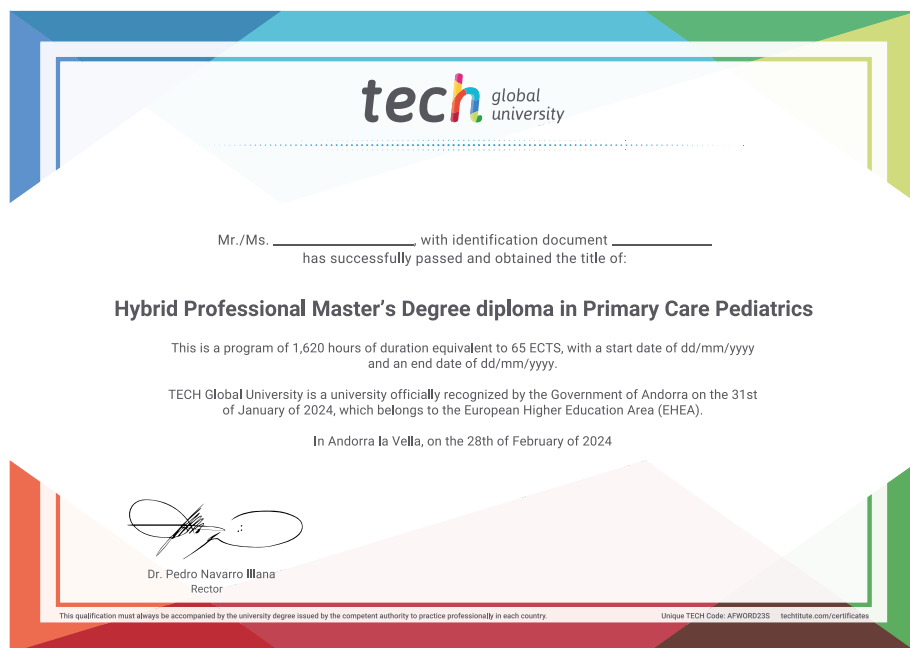 tech global university
Mr./Ms. ________________, with identification document ____________
has successfully passed and obtained the title of:
Hybrid Professional Master's Degree diploma in Primary Care Pediatrics
This is a program of 1,620 hours of duration equivalent to 65 ECTS, with a start date of dd/mm/yyyy
and an end date of dd/mm/yyyy.
TECH Global University is a university officially recognized by the Government of Andorra on the 31st
of January of 2024, which belongs to the European Higher Education Area (EHEA).
In Andorra la Vella, on the 28th of February of 2024
Dr. Pedro Navarro Illana
Rector
This qualification must always be accompanied by the university degree issued by the competent authority to practice professionally in each country. Unique TECH Code: AFWORD23S techtitute.com/certificates